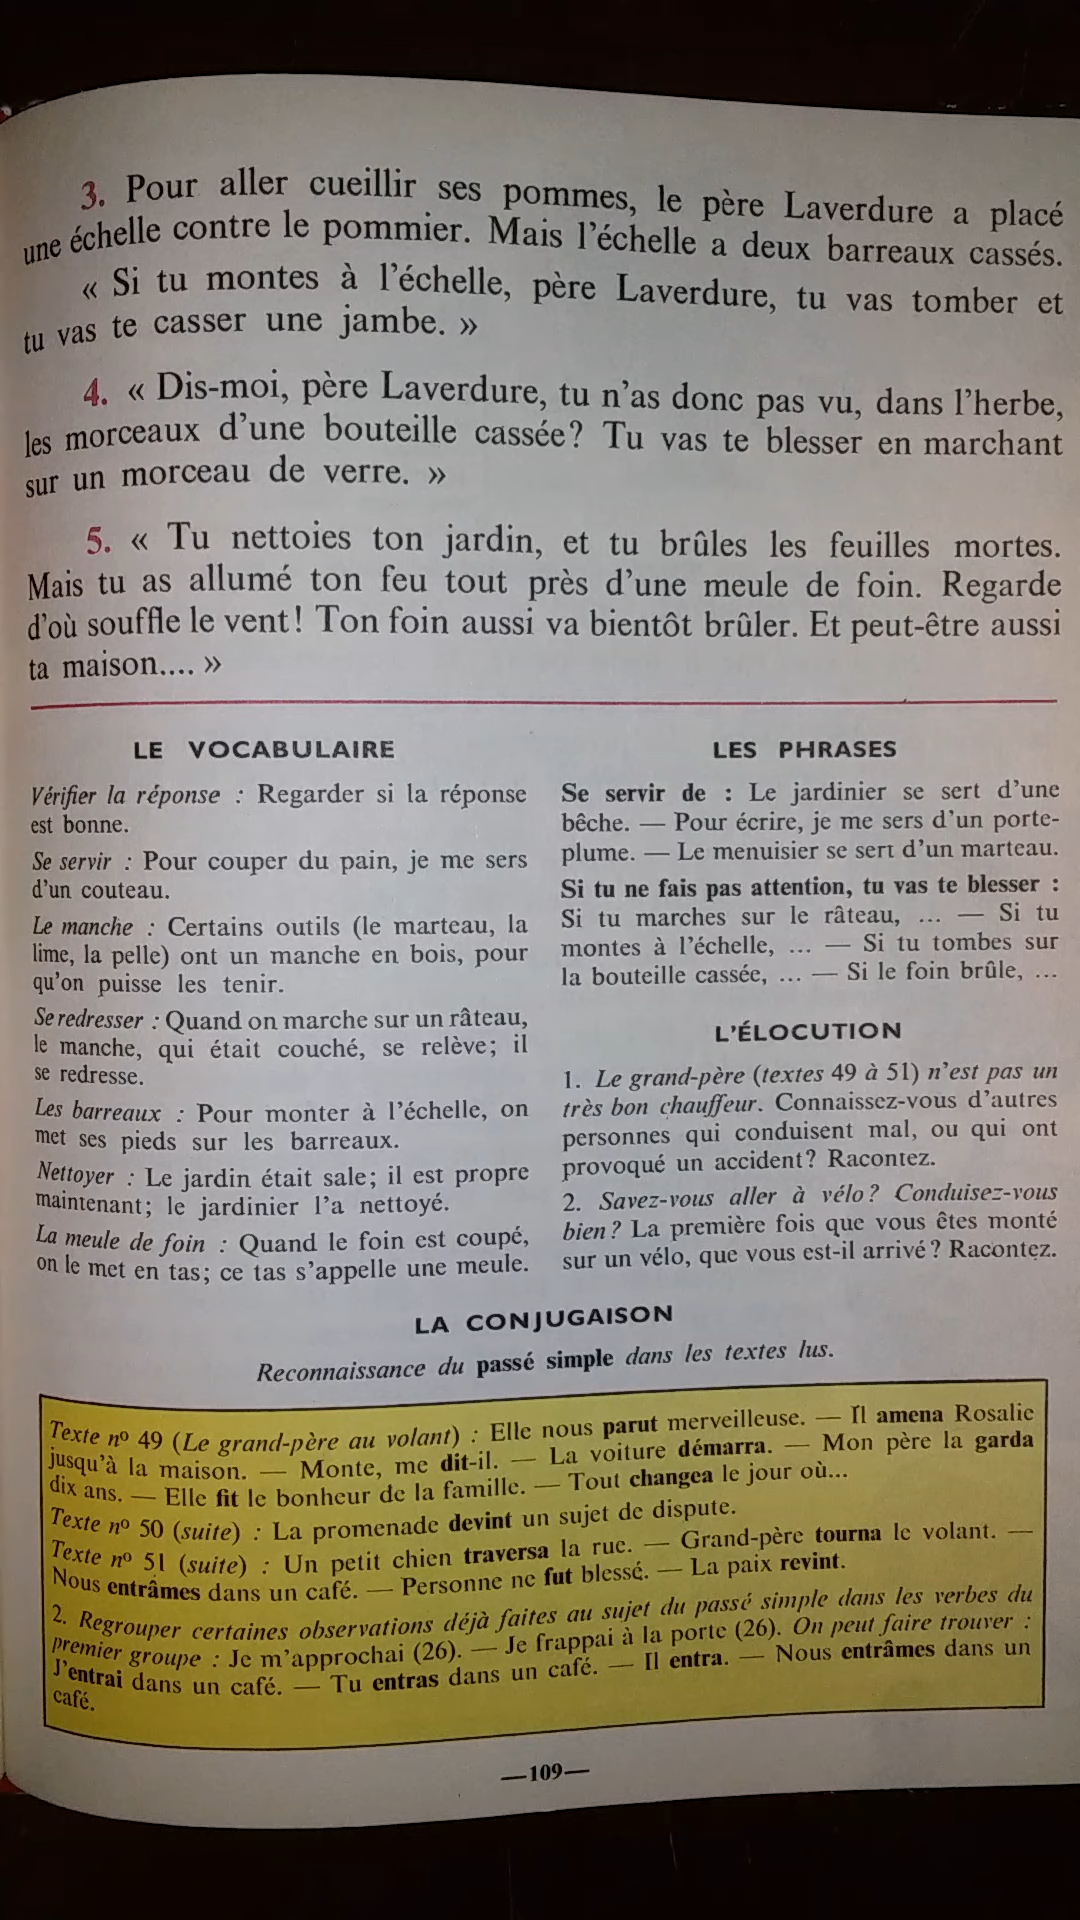 3. Pour aller cueillir ses pommes, le père Laverdure a placé
une échelle contre le pommier. Mais l'échelle a deux barreaux cassés.
« Si tu montes à l'échelle, père Laverdure, tu vas tomber et
tu vas te casser une jambe. »
4. « Dis-moi, père Laverdure, tu n'as donc pas vu, dans l'herbe,
les morceaux d'une bouteille cassée? Tu vas te blesser en marchant
sur un morceau de verre. »
5. « Tu nettoies ton jardin, et tu brûles les feuilles mortes.
Mais tu as allumé ton feu tout près d'une meule de foin. Regarde
d'où souffle le vent! Ton foin aussi va bientôt brûler. Et peut-être aussi
ta maison.... »
LE VOCABULAIRE
Vérifier la réponse : Regarder si la réponse
est bonne.
Se servir : Pour couper du pain, je me sers
d'un couteau.
Le manche : Certains outils (le marteau, la
lime, la pelle) ont un manche en bois, pour
qu'on puisse les tenir.
Se redresser : Quand on marche sur un râteau,
le manche, qui était couché, se relève; il
se redresse.
Les barreaux : Pour monter à l'échelle, on
met ses pieds sur les barreaux.
Nettoyer : Le jardin était sale; il est propre
maintenant; le jardinier l'a nettoyé.
La meule de foin : Quand le foin est coupé,
on le met en tas; ce tas s'appelle une meule.
LES PHRASES
Se servir de : Le jardinier se sert d'une
bêche. — Pour écrire, je me sers d'un porte-
plume. — Le menuisier se sert d'un marteau.
Si tu ne fais pas attention, tu vas te blesser :
Si tu marches sur le râteau, ... — Si tu
montes à l'échelle, ... — Si tu tombes sur
la bouteille cassée, ... — Si le foin brûle, ...
L'ÉLOCUTION
1. Le grand-père (textes 49 à 51) n'est pas un
très bon chauffeur. Connaissez-vous d'autres
personnes qui conduisent mal, ou qui ont
provoqué un accident? Racontez.
2. Savez-vous aller à vélo? Conduisez-vous
bien? La première fois que vous êtes monté
sur un vélo, que vous est-il arrivé? Racontez.
LA CONJUGAISON
Reconnaissance du passé simple dans les textes lus.
Texte nº 49 (Le grand-père au volant) : Elle nous parut merveilleuse. — Il amena Rosalie
jusqu'à la maison. — Monte, me dit-il. — La voiture démarra. — Mon père la garda
dix ans. — Elle fit le bonheur de la famille. — Tout changea le jour où...
Texte nº 50 (suite) : La promenade devint un sujet de dispute.
Texte nº 51 (suite) : Un petit chien traversa la rue. — Grand-père tourna le volant. —
Nous entrâmes dans un café. — Personne ne fut blessé. — La paix revint.
2. Regrouper certaines observations déjà faites au sujet du passé simple dans les verbes du
premier groupe : Je m'approchai (26). — Je frappai à la porte (26). On peut faire trouver :
J'entrai dans un café. — Tu entras dans un café. — Il entra. — Nous entrâmes dans un
café.
—109—